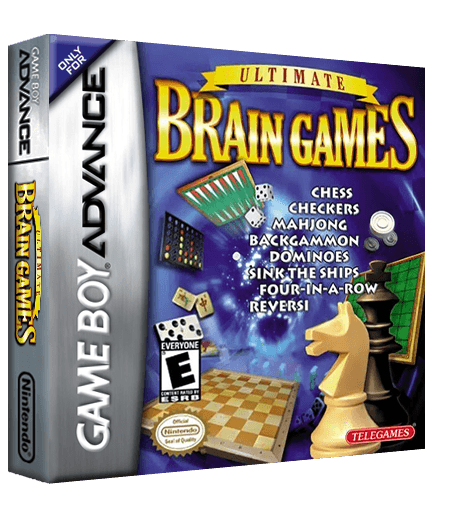 GAME BOY
ADVANCE
ULTIMATE
BRAIN GAMES
Nintendo
ONLY
FOR
GAME BOY ADVANCE
ULTIMATE
BRAIN GAMES
CHESS
CHECKERS
MAHJONG
BACKGAMMON
DOMINOES
SINK THE SHIPS
FOUR-IN-A-ROW
REVERSI
EVERYONE
E
CONTENT RATED BY
ESRB
Official
Nintendo
Seal of Quality
TELEGAMES